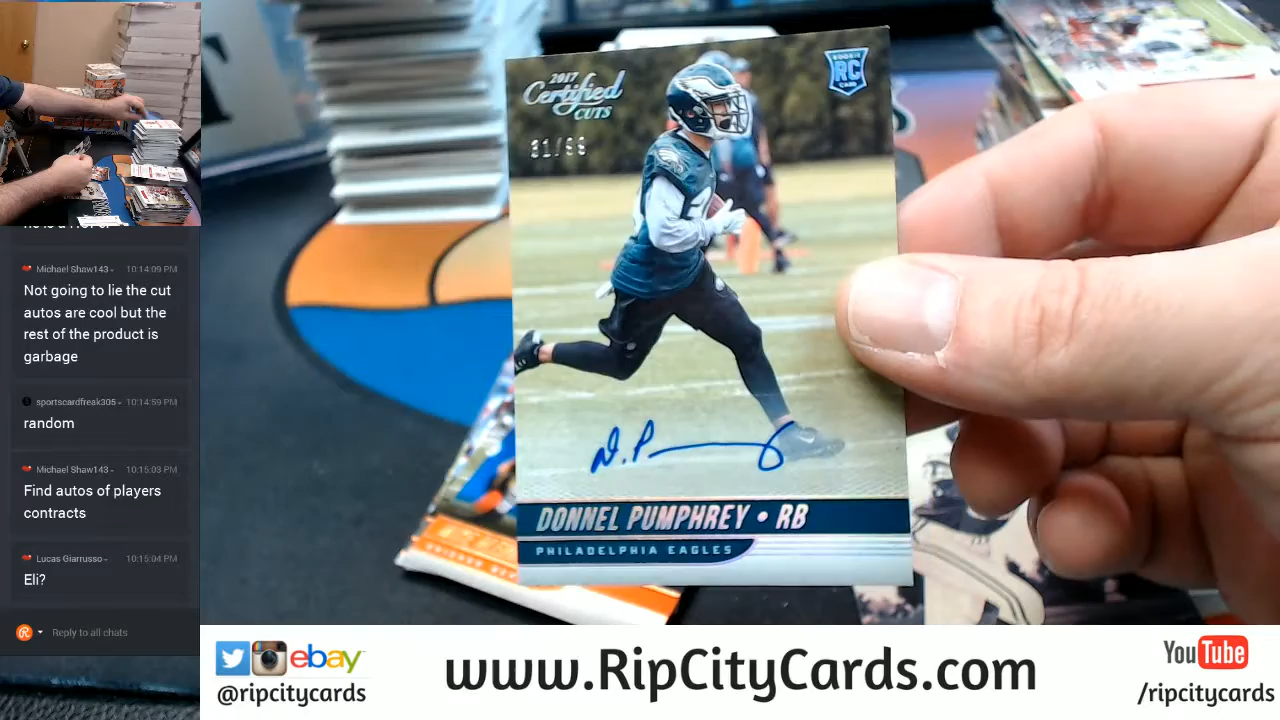 Michael Shaw143
10:14:09 PM
Not going to lie the cut
autos are cool but the
rest of the product is
garbage
sportscardfreak305
10:14:59 PM
random
Michael Shaw143
10:15:03 PM
Find autos of players
contracts
Lucas Giarrusso
10:15:04 PM
Eli?
Reply to all chats
2017
Certified
CUTS
ROOKIE
RC
CARD
D. P
DONNEL PUMPHREY • RB
PHILADELPHIA EAGLES
ebay
@ripcitycards
www.RipCityCards.com
YouTube
/ripcitycards